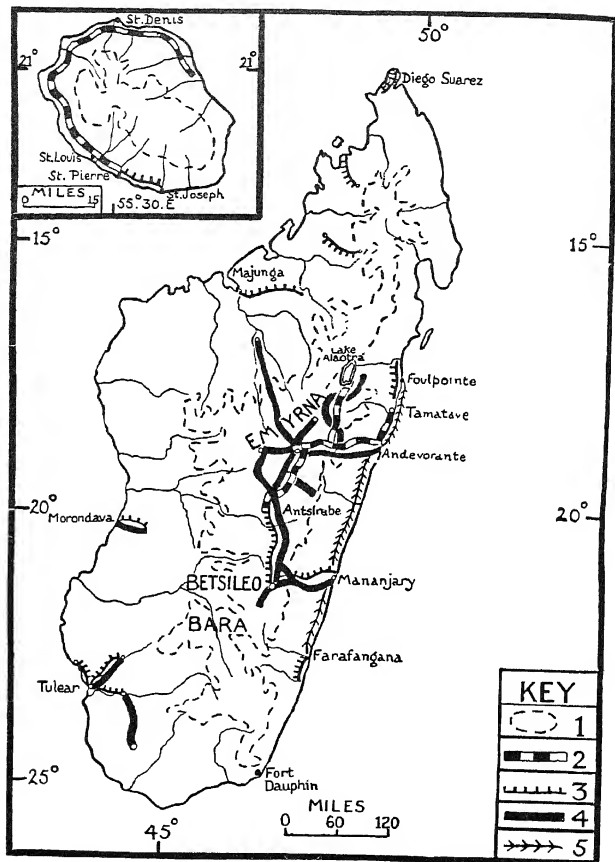 St. Denis
21°
21°
St.Louis
St. Pierre
St. Joseph
MILES
0 15
55° 30. E
50°
Diego Suarez
15°
15°
Majunga
Lake
Alaotra
Foulpointe
EMYRNA
Tamatave
Andevorante
20°
20°
Antsirabe
Morondava
BETSILEO
Mananjary
BARA
Farafangana
Tulear
KEY
1
2
3
4
5
25°
Fort
Dauphin
MILES
0 60 120
45°